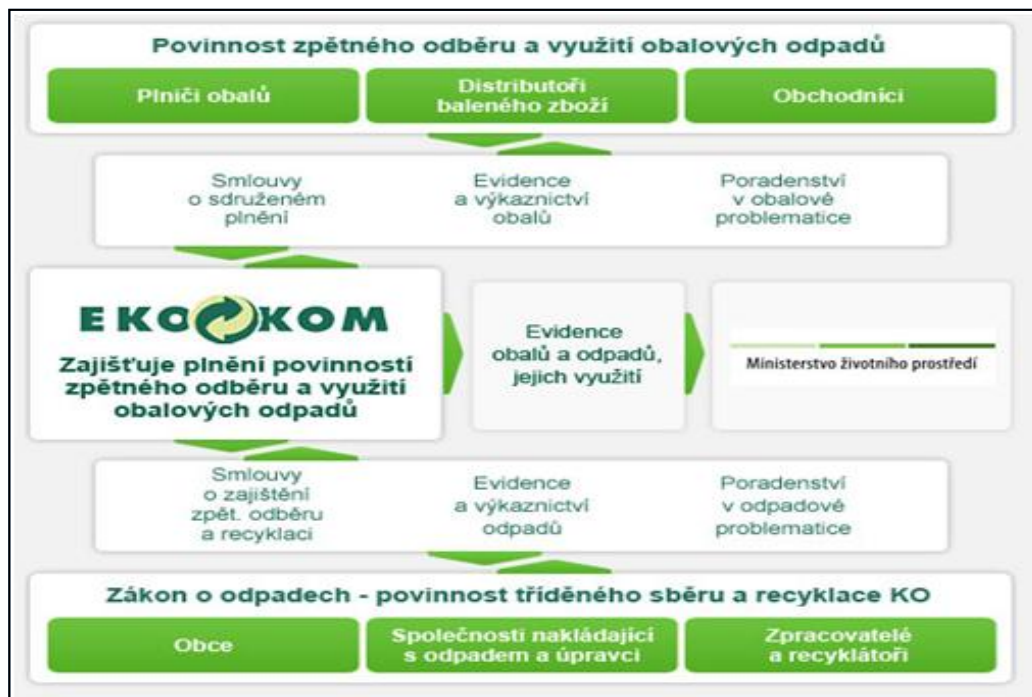 Povinnost zpětného odběru a využití obalových odpadů
Plniči obalů
Distributoři
baleného zboží
Obchodníci
Smlouvy
o sdruženém
plnění
Evidence
a výkaznictví
obalů
Poradenství
v obalové
problematice
EKO KOM
Zajišťuje plnění povinností
zpětného odběru a využití
obalových odpadů
Evidence
obalů a odpadů,
jejich využití
Ministerstvo životního prostředí
Smlouvy
o zajištění
zpět. odběru
a recyklaci
Evidence
a výkaznictví
odpadů
Poradenství
v odpadové
problematice
Zákon o odpadech - povinnost tříděného sběru a recyklace KO
Obce
Společnosti nakládající
s odpadem a úpravci
Zpracovatelé
a recyklátoři